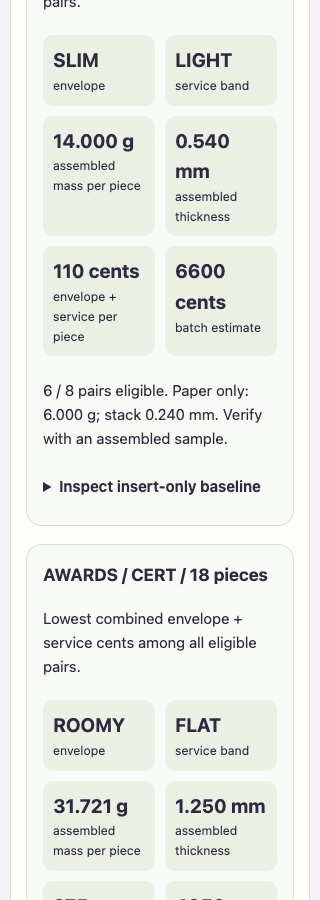 pairs.
SLIM
envelope
LIGHT
service band
14.000 g
assembled
mass per piece
0.540
mm
assembled
thickness
110 cents
envelope +
service per
piece
6600
cents
batch estimate
6 / 8 pairs eligible. Paper only:
6.000 g; stack 0.240 mm. Verify
with an assembled sample.
▶ Inspect insert-only baseline
AWARDS / CERT / 18 pieces
Lowest combined envelope +
service cents among all eligible
pairs.
ROOMY
envelope
FLAT
service band
31.721 g
assembled
mass per piece
1.250 mm
assembled
thickness